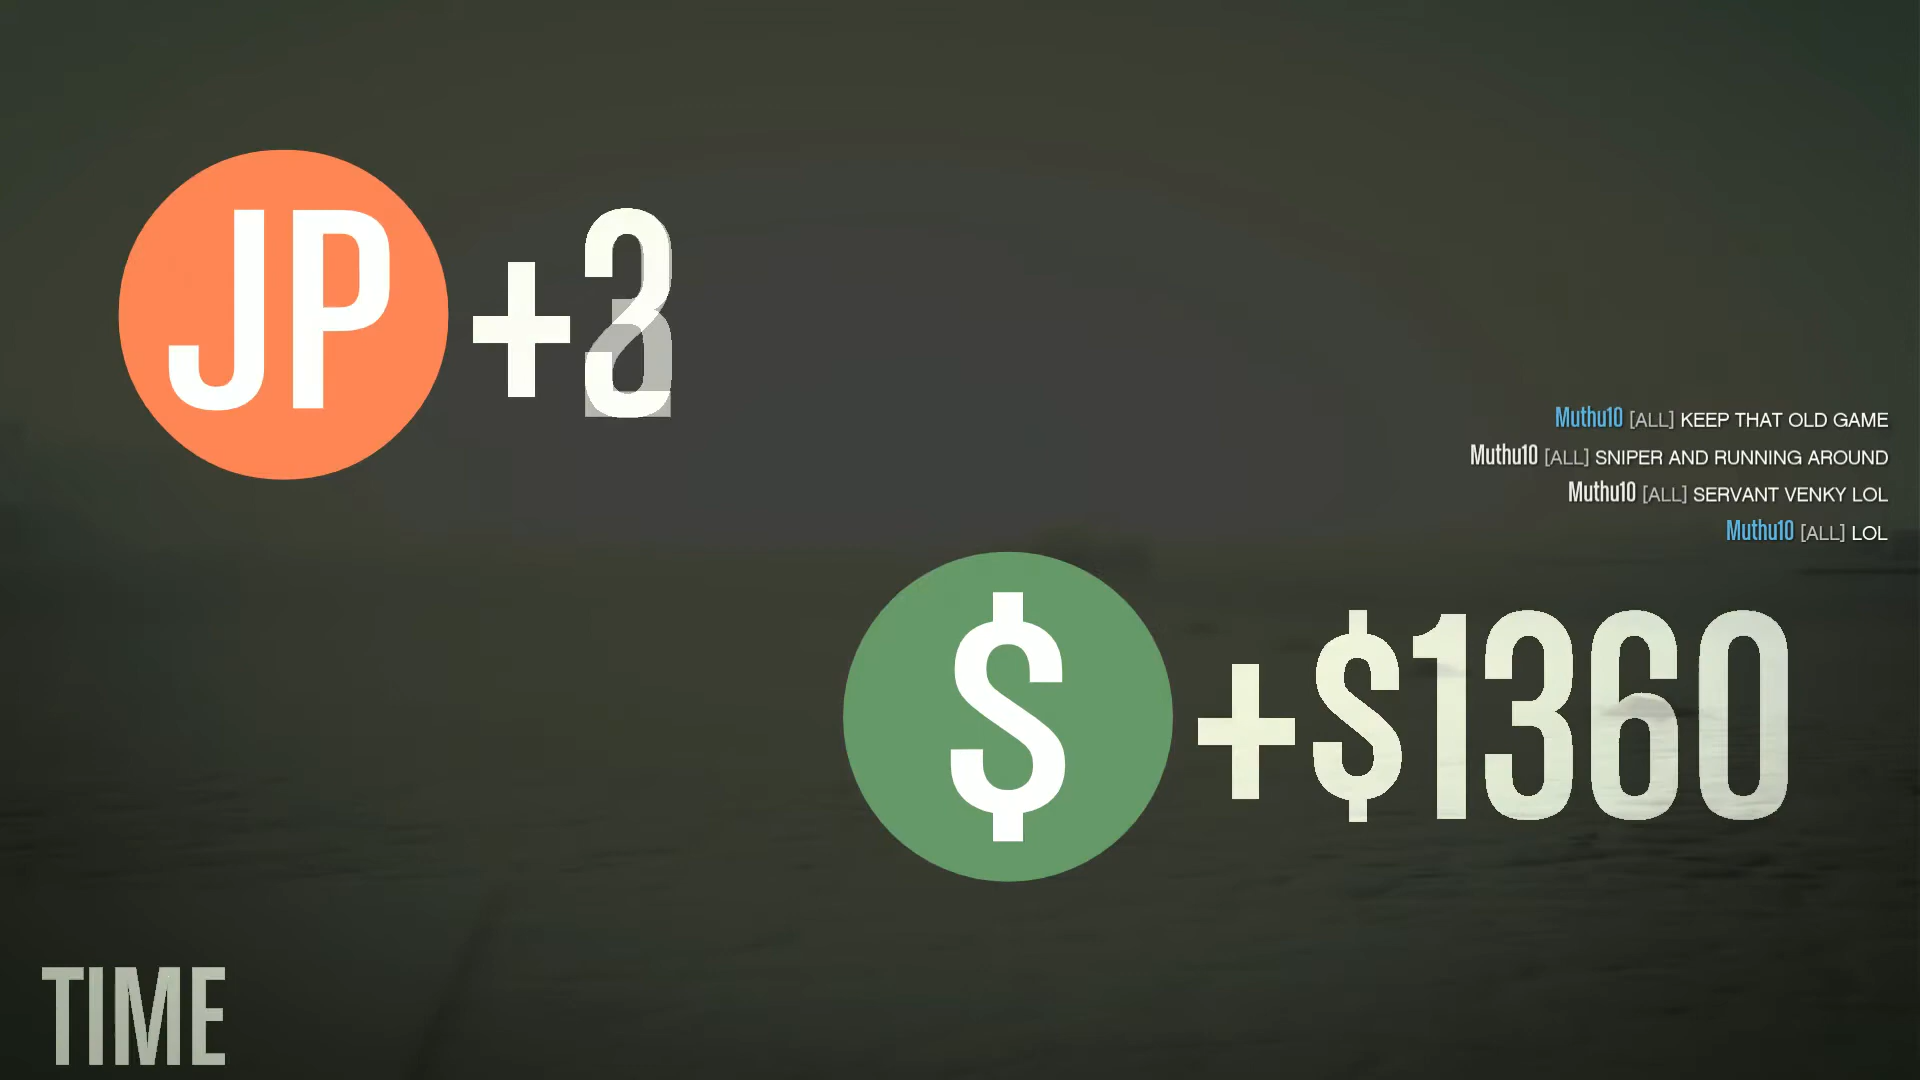 JP +
Muthu10 [ALL] KEEP THAT OLD GAME
Muthu10 [ALL] SNIPER AND RUNNING AROUND
Muthu10 [ALL] SERVANT VENKY LOL
Muthu10 [ALL] LOL
$ +$1360
TIME